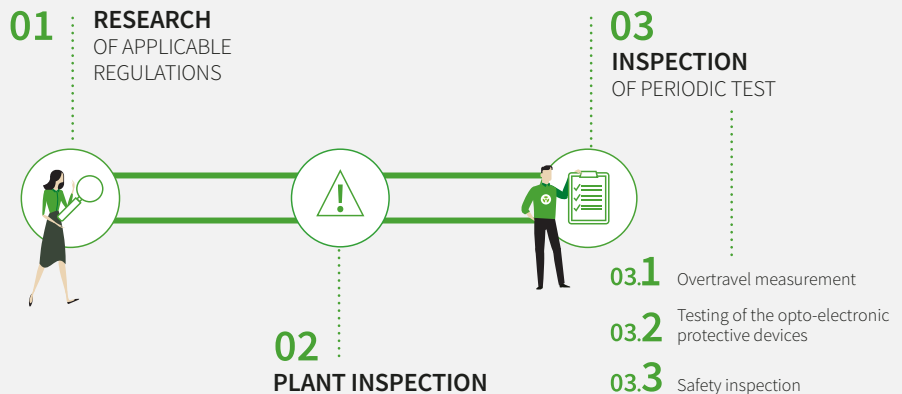 01
RESEARCH
OF APPLICABLE
REGULATIONS
!
02
PLANT INSPECTION
03
INSPECTION
OF PERIODIC TEST
03.1 Overtravel measurement
03.2 Testing of the opto-electronic
protective devices
03.3 Safety inspection